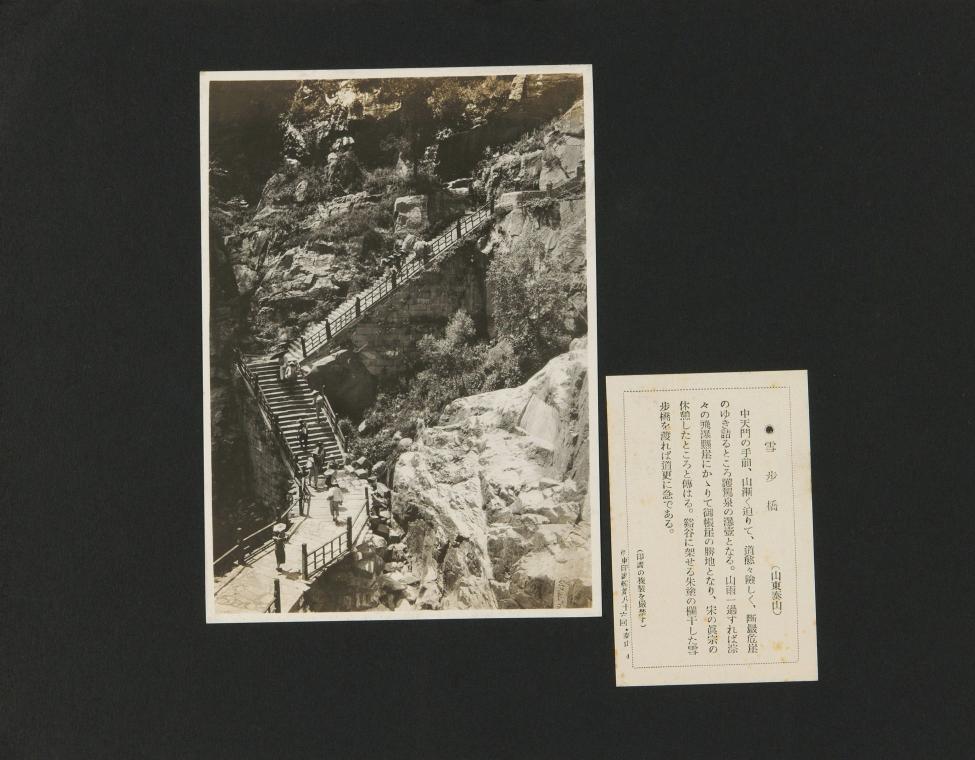 ●雪步橋 (山東泰山)
中天門の手前、山漸く迫りて、道愈々險しく、斷巖危崖
のゆき詰るところ護駕泉の瀑壺となる。山雨一過すれば淙
々の飛瀑懸崖にかゝりて御帳崖の勝地となり、宋の眞宗の
休憩したところと傳はる。谿谷に架せる朱塗の欄干した雪
步橋を渡れば道更に急である。
(印畫の複製を嚴禁す)
東印畫輯第八十六回・
4